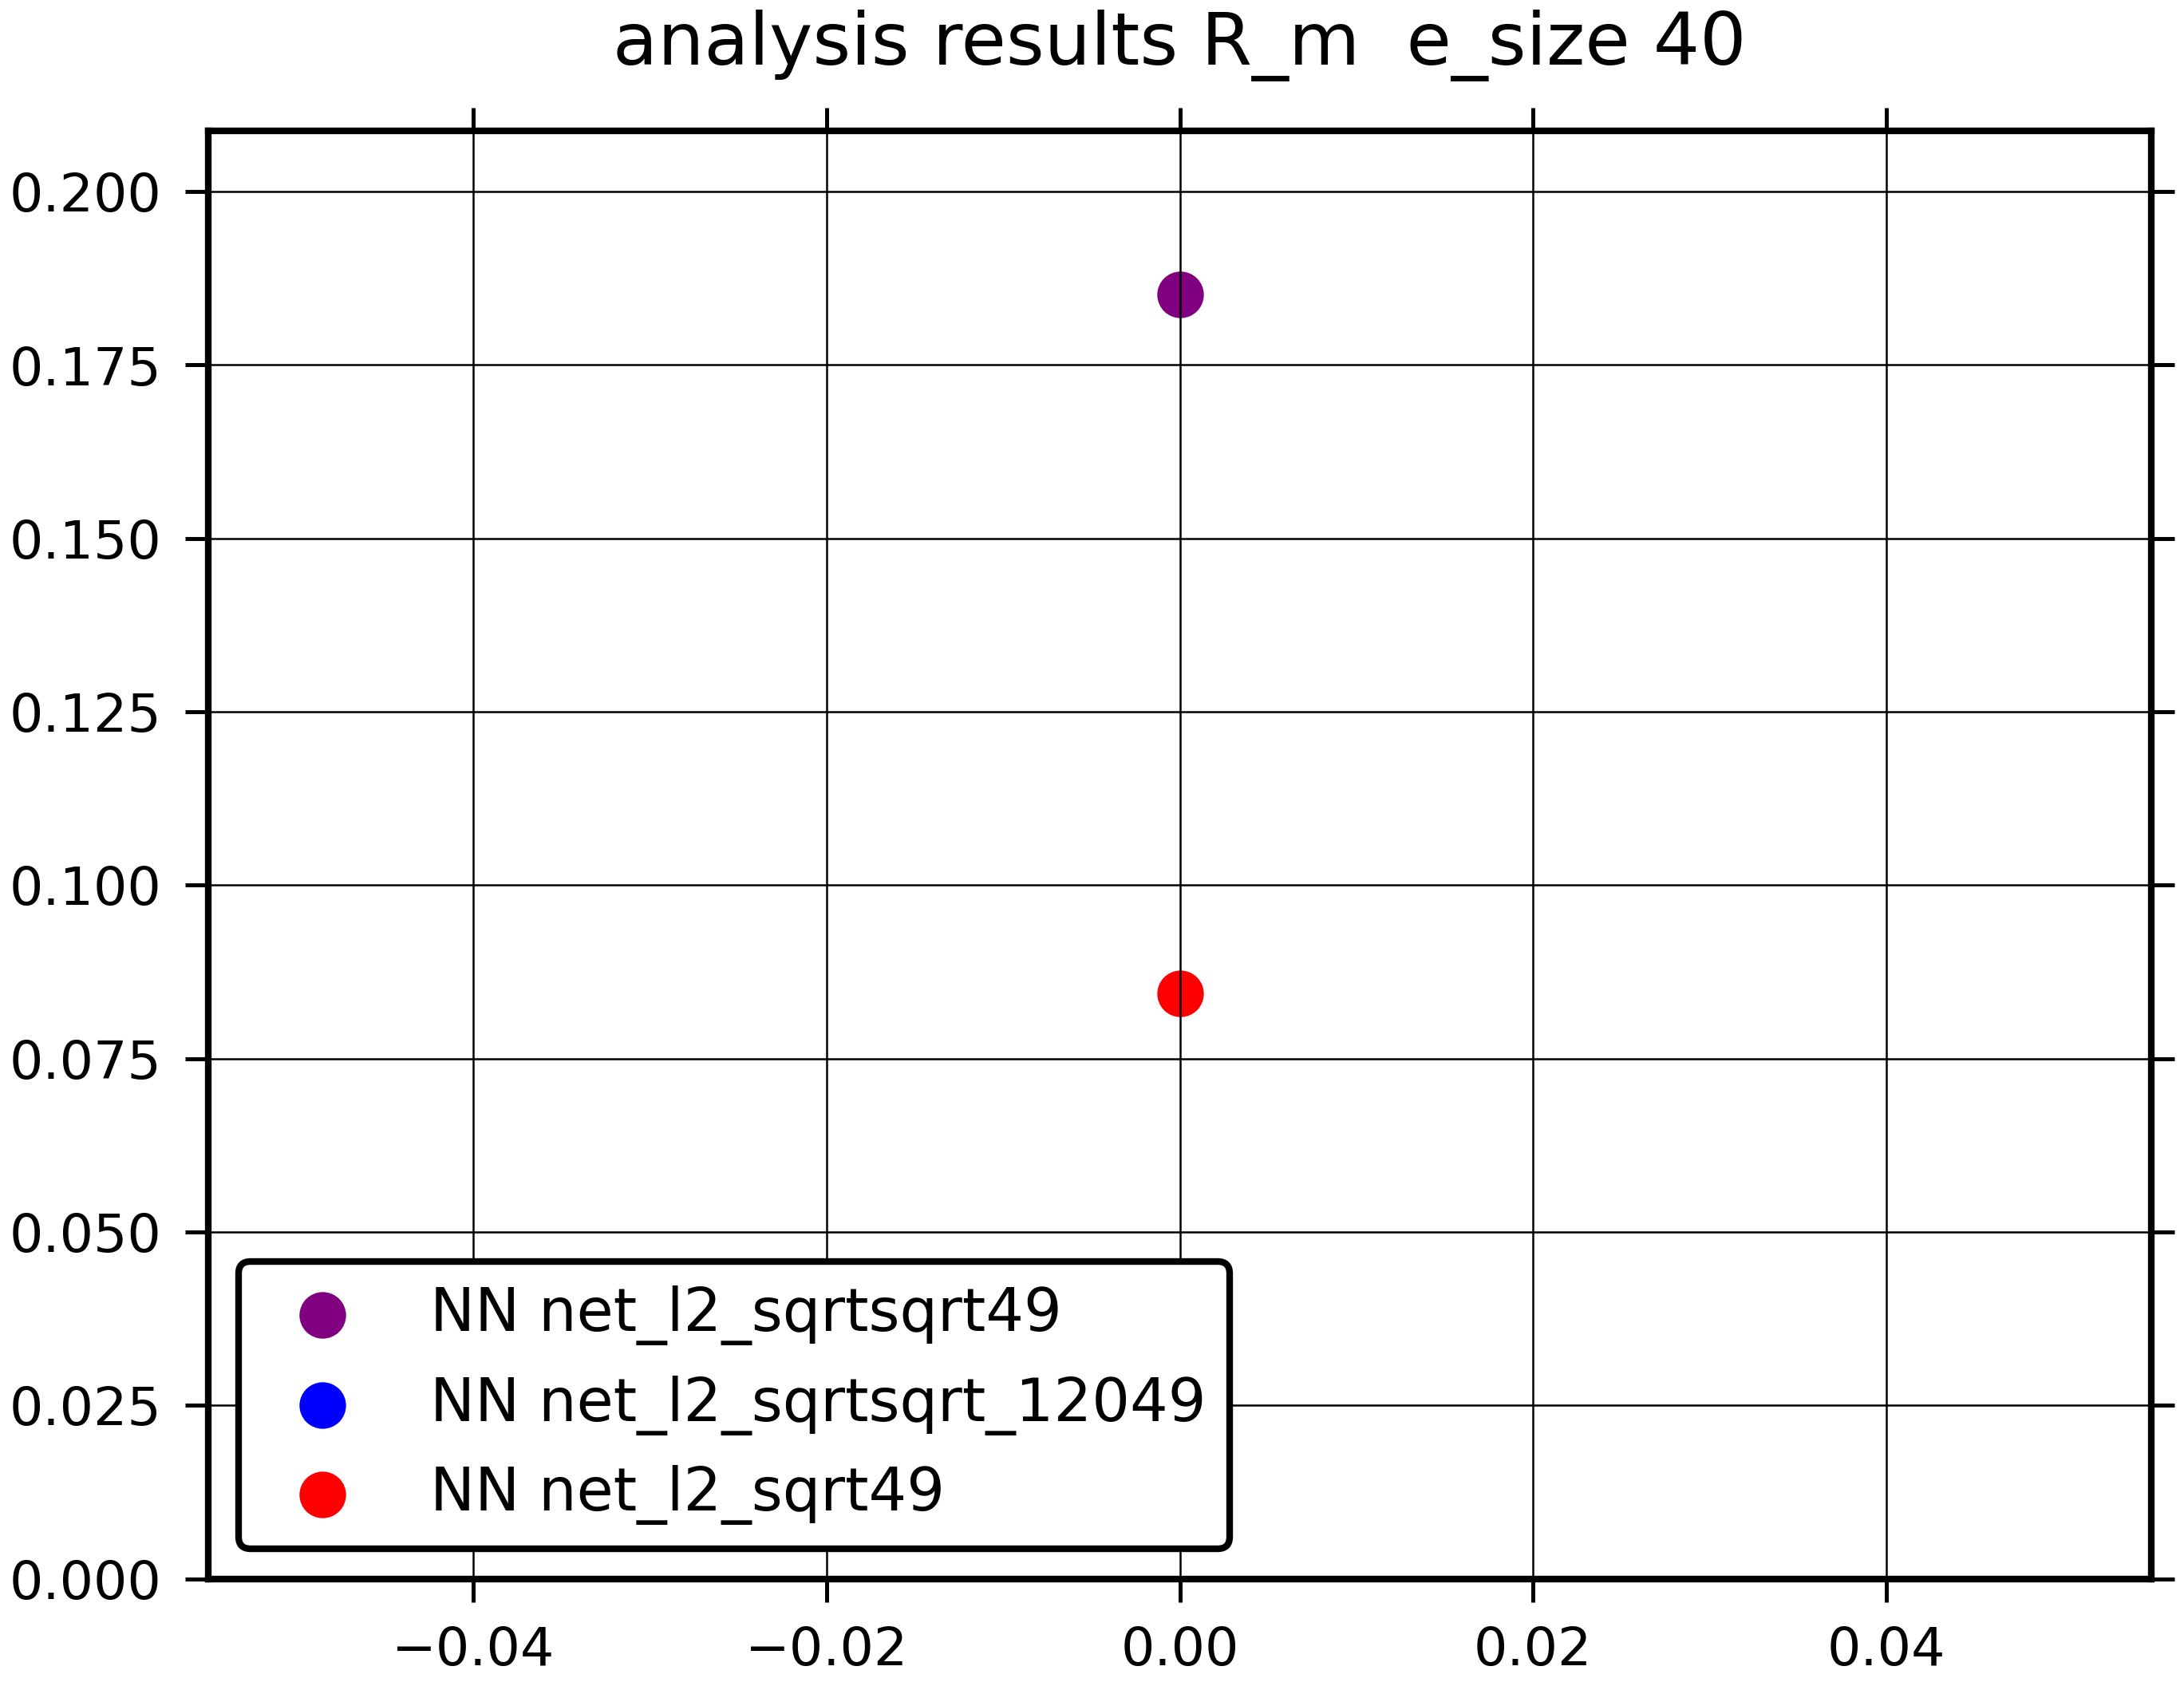 analysis results R_m  e_size 40
0.200
0.175
0.150
0.125
0.100
0.075
0.050
0.025
0.000
NN net_l2_sqrtsqrt49
NN net_l2_sqrtsqrt_12049
NN net_l2_sqrt49
−0.04 −0.02 0.00 0.02 0.04